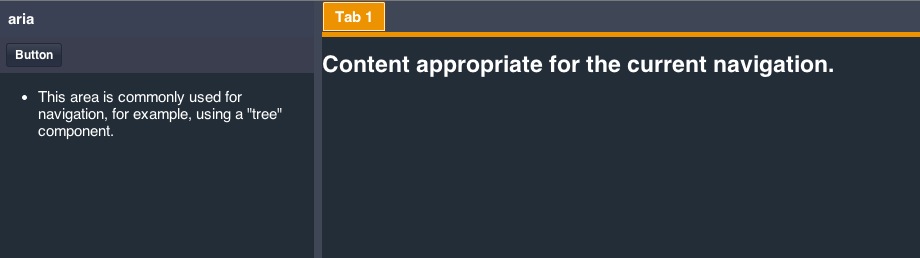 aria
Button
• This area is commonly used for
navigation, for example, using a "tree"
component.
Tab 1
Content appropriate for the current navigation.